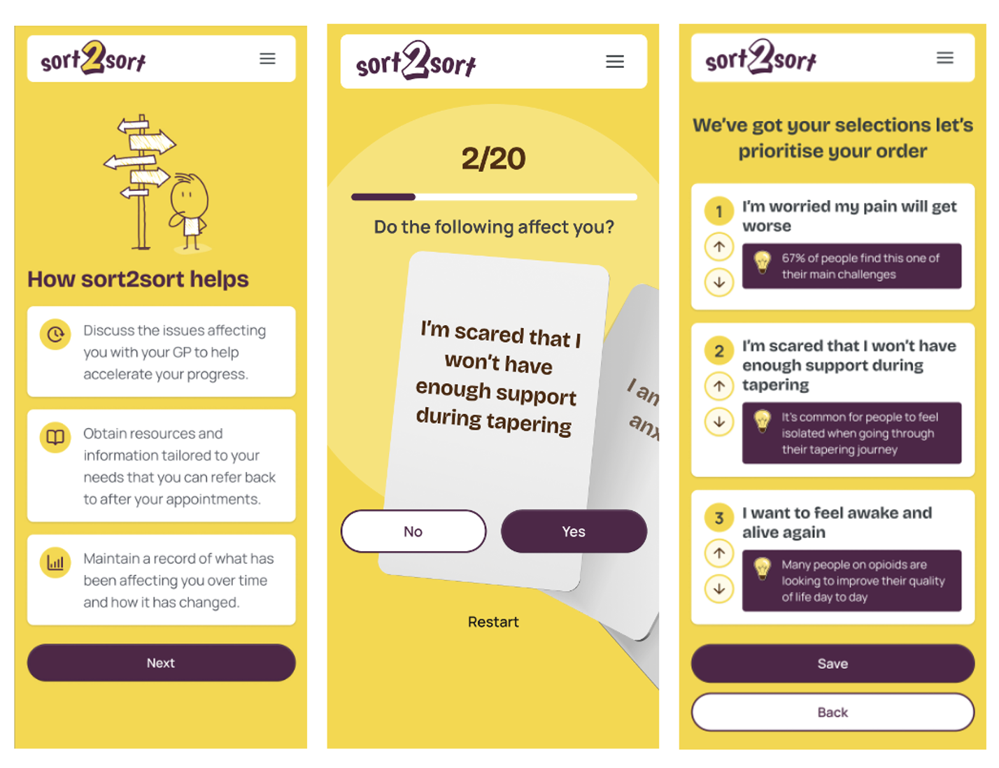 sort2sort
How sort2sort helps
Discuss the issues affecting
you with your GP to help
accelerate your progress.
Obtain resources and
information tailored to your
needs that you can refer back
to after your appointments.
Maintain a record of what has
been affecting you over time
and how it has changed.
Next
sort2sort
2/20
Do the following affect you?
I'm scared that I
won't have
enough support
during tapering
I am
anx
No
Yes
Restart
sort2sort
We've got your selections let's
prioritise your order
1
I'm worried my pain will get
worse
67% of people find this one of
their main challenges
2
I'm scared that I won't have
enough support during
tapering
It's common for people to feel
isolated when going through
their tapering journey
3
I want to feel awake and
alive again
Many people on opioids are
looking to improve their quality
of life day to day
Save
Back